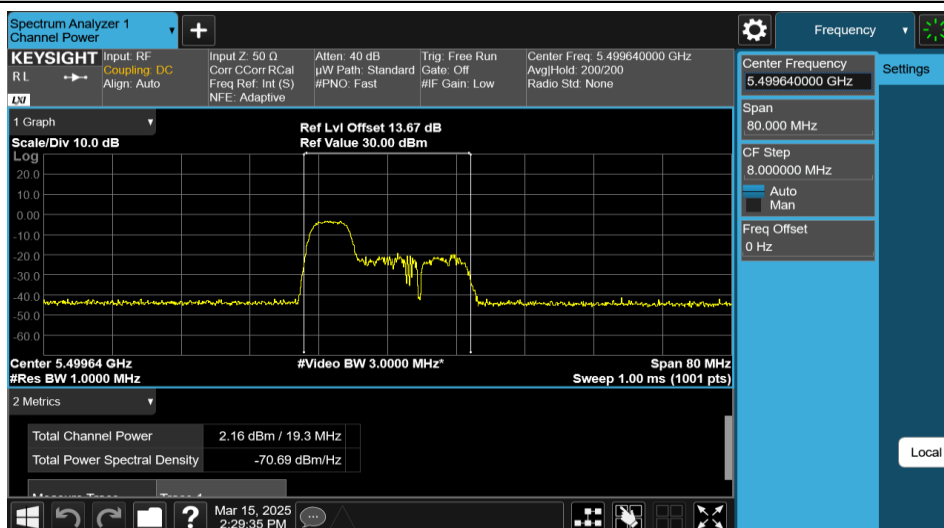 Spectrum Analyzer 1
Channel Power
+
Frequency
KEYSIGHT
RL
LXI
Input: RF
Coupling: DC
Align: Auto
Input Z: 50 Ω
Corr CCorr RCal
Freq Ref: Int (S)
NFE: Adaptive
Atten: 40 dB
µW Path: Standard
#PNO: Fast
Trig: Free Run
Gate: Off
#IF Gain: Low
Center Freq: 5.499640000 GHz
Avg|Hold: 200/200
Radio Std: None
Center Frequency
5.499640000 GHz
Settings
Span
80.000 MHz
CF Step
8.000000 MHz
Auto
Man
Freq Offset
0 Hz
Local
1 Graph
Scale/Div 10.0 dB
Ref Lvl Offset 13.67 dB
Ref Value 30.00 dBm
Log
20.0
10.0
0.00
-10.0
-20.0
-30.0
-40.0
-50.0
-60.0
Center 5.49964 GHz
#Video BW 3.0000 MHz*
Span 80 MHz
#Res BW 1.0000 MHz
Sweep 1.00 ms (1001 pts)
2 Metrics
Total Channel Power 2.16 dBm / 19.3 MHz
Total Power Spectral Density -70.69 dBm/Hz
?
Mar 15, 2025
2:29:35 PM